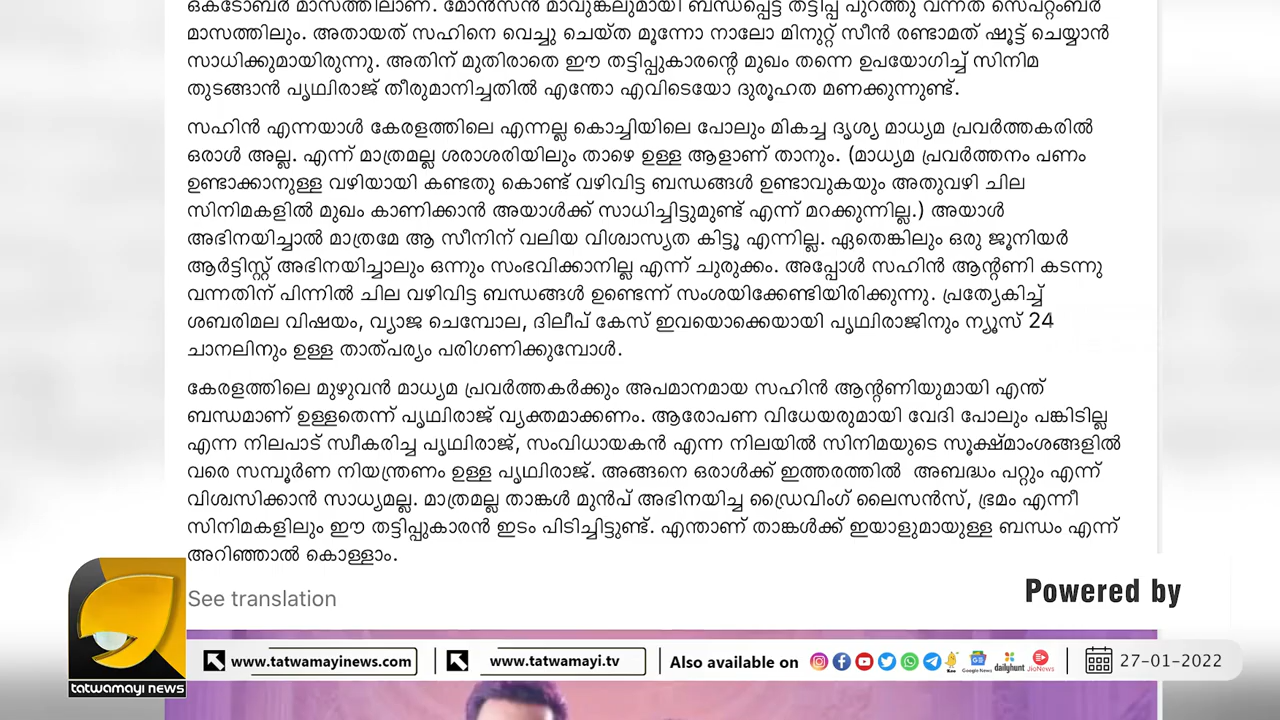 ഒക്ടോബർ മാസത്തിലാണ്. മോൻസൻ മാവുങ്കലുമായി ബന്ധപ്പെട്ട തട്ടിപ്പ് പുറത്തു വന്നത് സെപ്റ്റംബർ
മാസത്തിലും. അതായത് സഹിനെ വെച്ചു ചെയ്ത മൂന്നോ നാലോ മിനുറ്റ് സീൻ രണ്ടാമത് ഷൂട്ട് ചെയ്യാൻ
സാധിക്കുമായിരുന്നു. അതിന് മുതിരാതെ ഈ തട്ടിപ്പുകാരന്റെ മുഖം തന്നെ ഉപയോഗിച്ച് സിനിമ
തുടങ്ങാൻ പൃഥിരാജ് തീരുമാനിച്ചതിൽ എന്തോ എവിടെയോ ദുരൂഹത മണക്കുന്നുണ്ട്.
സഹിൻ എന്നയാൾ കേരളത്തിലെ എന്നല്ല കൊച്ചിയിലെ പോലും മികച്ച ദൃശ്യ മാധ്യമ പ്രവർത്തകരിൽ
ഒരാൾ അല്ല. എന്ന് മാത്രമല്ല ശരാശരിയിലും താഴെ ഉള്ള ആളാണ് താനും. (മാധ്യമ പ്രവർത്തനം പണം
ഉണ്ടാക്കാനുള്ള വഴിയായി കണ്ടതു കൊണ്ട് വഴിവിട്ട ബന്ധങ്ങൾ ഉണ്ടാവുകയും അതുവഴി ചില
സിനിമകളിൽ മുഖം കാണിക്കാൻ അയാൾക്ക് സാധിച്ചിട്ടുമുണ്ട് എന്ന് മറക്കുന്നില്ല.) അയാൾ
അഭിനയിച്ചാൽ മാത്രമേ ആ സീനിന് വലിയ വിശ്വാസ്യത കിട്ടൂ എന്നില്ല. ഏതെങ്കിലും ഒരു ജൂനിയർ
ആർട്ടിസ്റ്റ് അഭിനയിച്ചാലും ഒന്നും സംഭവിക്കാനില്ല എന്ന് ചുരുക്കം. അപ്പോൾ സഹിൻ ആന്റണി കടന്നു
വന്നതിന് പിന്നിൽ ചില വഴിവിട്ട ബന്ധങ്ങൾ ഉണ്ടെന്ന് സംശയിക്കേണ്ടിയിരിക്കുന്നു. പ്രത്യേകിച്ച്
ശബരിമല വിഷയം, വ്യാജ ചെമ്പോല, ദിലീപ് കേസ് ഇവയൊക്കെയായി പൃഥിരാജിനും ന്യൂസ് 24
ചാനലിനും ഉള്ള താത്പര്യം പരിഗണിക്കുമ്പോൾ.
കേരളത്തിലെ മുഴുവൻ മാധ്യമ പ്രവർത്തകർക്കും അപമാനമായ സഹിൻ ആന്റണിയുമായി എന്ത്
ബന്ധമാണ് ഉള്ളതെന്ന് പൃഥിരാജ് വ്യക്തമാക്കണം. ആരോപണ വിധേയരുമായി വേദി പോലും പങ്കിടില്ല
എന്ന നിലപാട് സ്വീകരിച്ച പൃഥിരാജ്, സംവിധായകൻ എന്ന നിലയിൽ സിനിമയുടെ സൂക്ഷ്മാംശങ്ങളിൽ
വരെ സമ്പൂർണ നിയന്ത്രണം ഉള്ള പൃഥിരാജ്. അങ്ങനെ ഒരാൾക്ക് ഇത്തരത്തിൽ അബദ്ധം പറ്റും എന്ന്
വിശ്വസിക്കാൻ സാധ്യമല്ല. മാത്രമല്ല താങ്കൾ മുൻപ് അഭിനയിച്ച ഡ്രൈവിംഗ് ലൈസൻസ്, ഭ്രമം എന്നീ
സിനിമകളിലും ഈ തട്ടിപ്പുകാരൻ ഇടം പിടിച്ചിട്ടുണ്ട്. എന്താണ് താങ്കൾക്ക് ഇയാളുമായുള്ള ബന്ധം എന്ന്
അറിഞ്ഞാൽ കൊള്ളാം.
See translation
Powered by
tatwamayi news
www.tatwamayinews.com
www.tatwamayi.tv
Also available on
Google News
dailyhunt
JioNews
27-01-2022